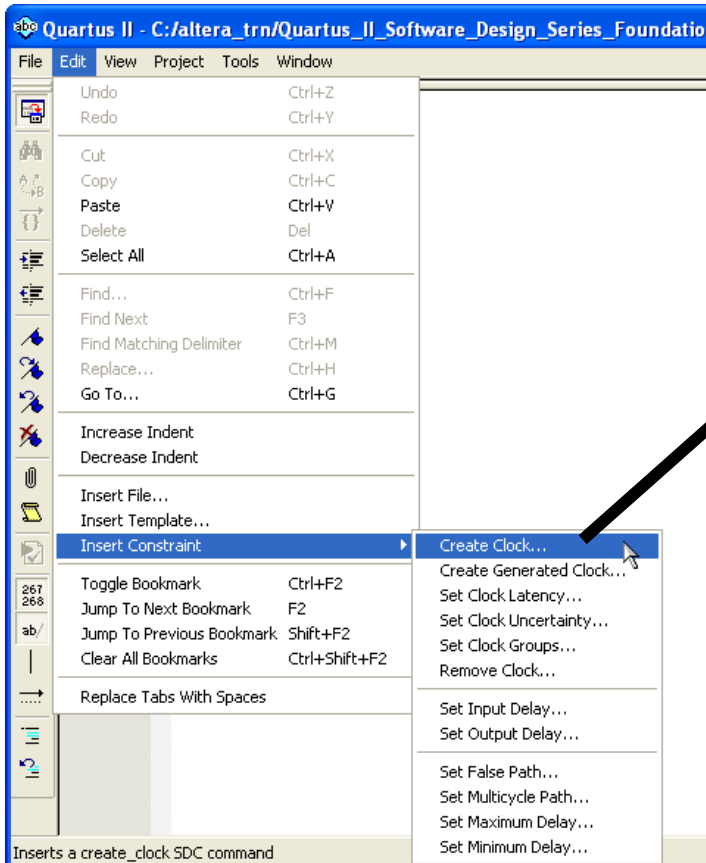 Quartus II - C:/altera_trn/Quartus_II_Software_Design_Series_Foundatio
File Edit View Project Tools Window
Undo Ctrl+Z
Redo Ctrl+Y
Cut Ctrl+X
Copy Ctrl+C
Paste Ctrl+V
Delete Del
Select All Ctrl+A
Find... Ctrl+F
Find Next F3
Find Matching Delimiter Ctrl+M
Replace... Ctrl+H
Go To... Ctrl+G
Increase Indent
Decrease Indent
Insert File...
Insert Template...
Insert Constraint
Toggle Bookmark Ctrl+F2
Jump To Next Bookmark F2
Jump To Previous Bookmark Shift+F2
Clear All Bookmarks Ctrl+Shift+F2
Replace Tabs With Spaces
Create Clock...
Create Generated Clock...
Set Clock Latency...
Set Clock Uncertainty...
Set Clock Groups...
Remove Clock...
Set Input Delay...
Set Output Delay...
Set False Path...
Set Multicycle Path...
Set Maximum Delay...
Set Minimum Delay...
abc
A
B
{}
267
268
ab/
Inserts a create_clock SDC command